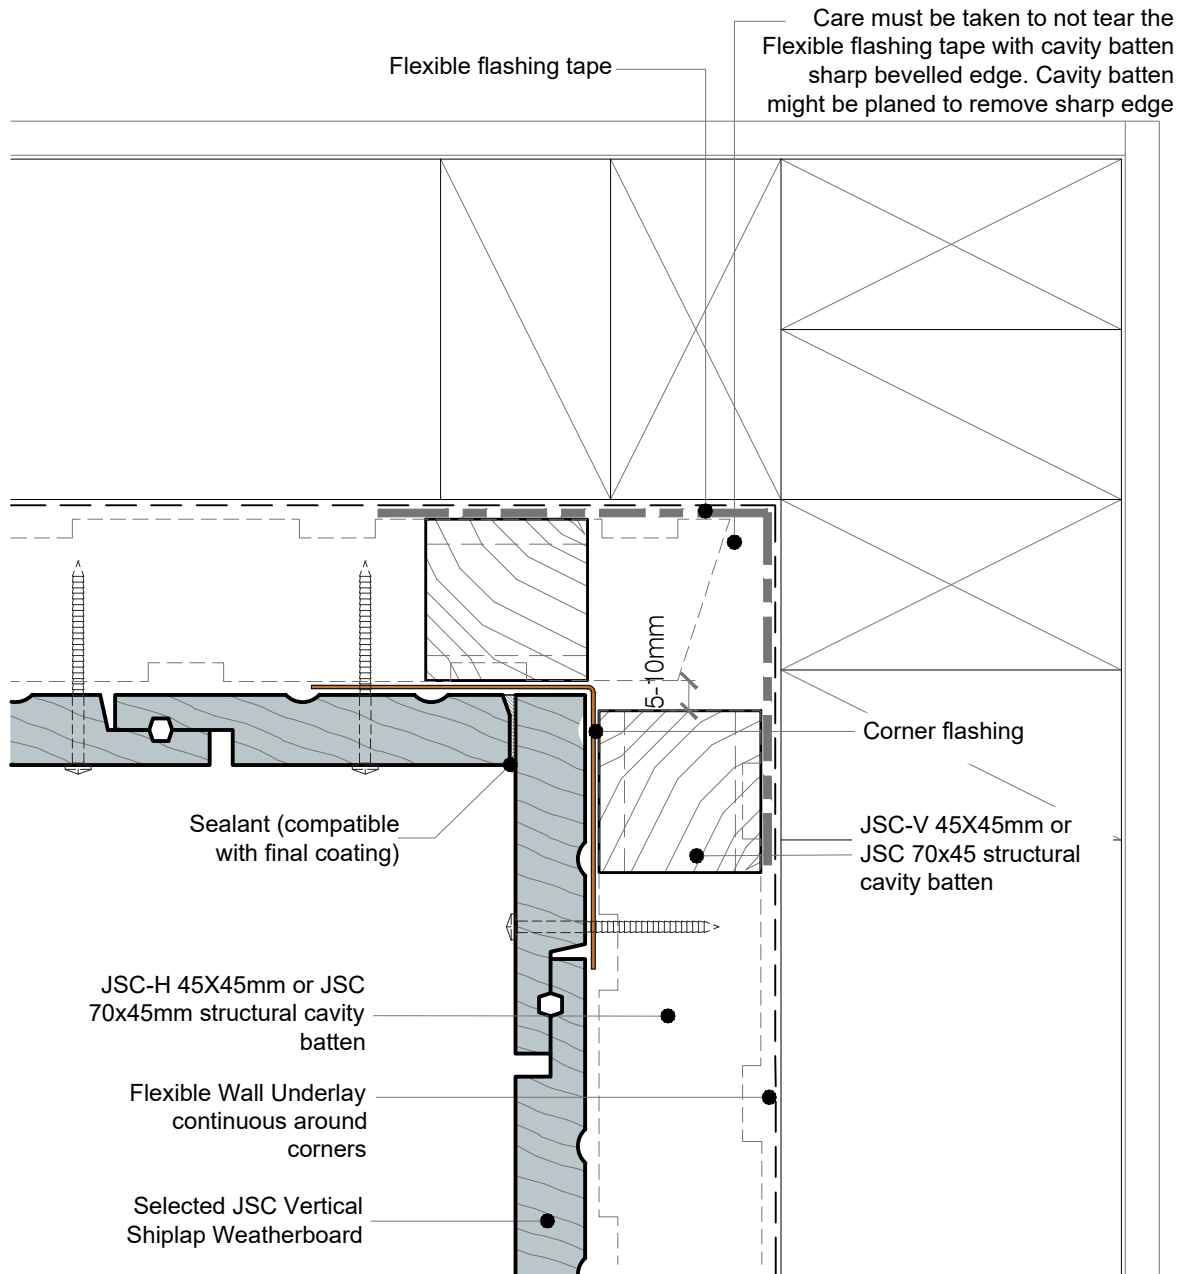 Care must be taken to not tear the
Flexible flashing tape with cavity batten
sharp bevelled edge. Cavity batten
might be planed to remove sharp edge
Flexible flashing tape
5-10mm
Corner flashing
Sealant (compatible
with final coating)
JSC-V 45X45mm or
JSC 70x45 structural
cavity batten
JSC-H 45X45mm or JSC
70x45mm structural cavity
batten
Flexible Wall Underlay
continuous around
corners
Selected JSC Vertical
Shiplap Weatherboard